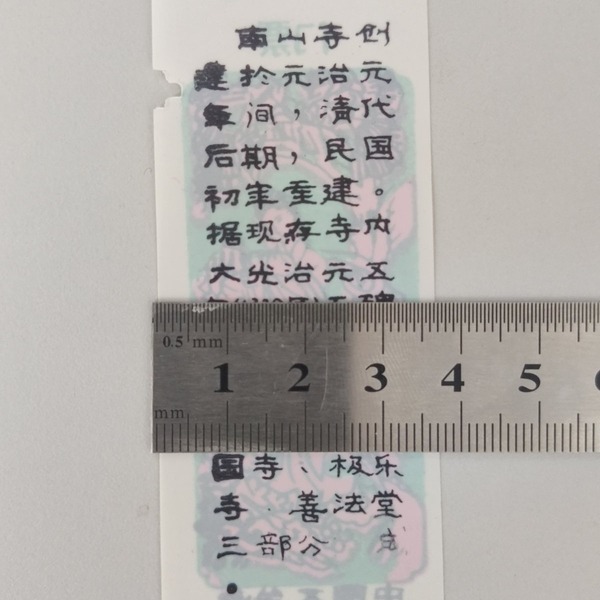 南山寺创
建於元治元
年间，清代
后期，民国
初年重建。
据现存寺内
大光治元五
0.5 mm
1 2 3 4 5
mm
国寺、极乐
寺·善法堂
三部分